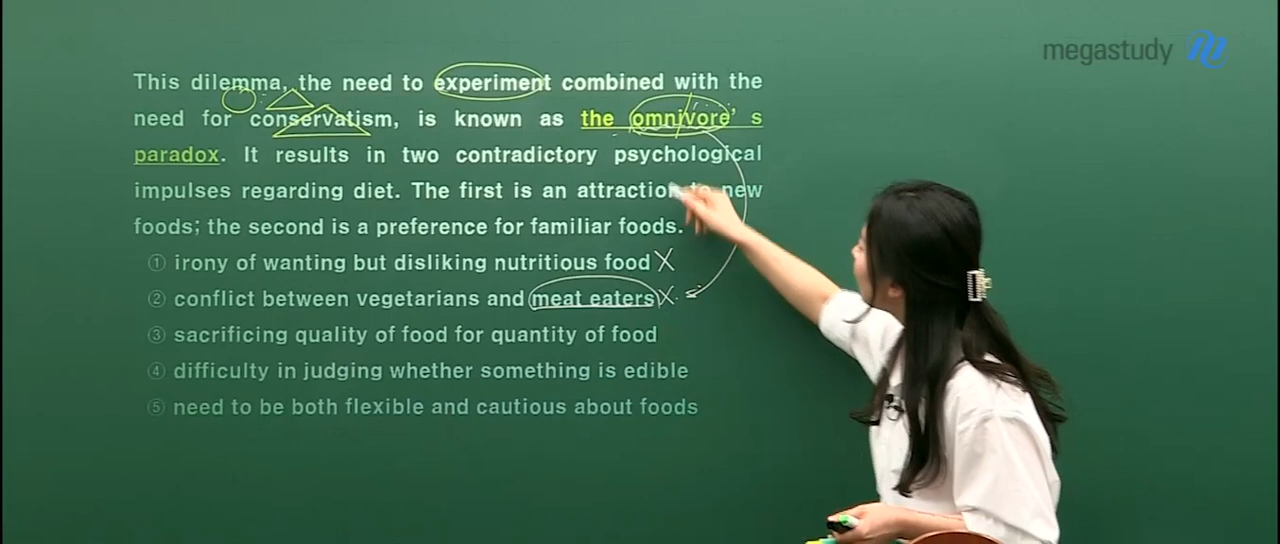 megastudy
This dilemma, the need to experiment combined with the
need for conservatism, is known as the omnivore's
paradox. It results in two contradictory psychological
impulses regarding diet. The first is an attraction to new
foods; the second is a preference for familiar foods.
① irony of wanting but disliking nutritious food X
② conflict between vegetarians and meat eaters X
③ sacrificing quality of food for quantity of food
④ difficulty in judging whether something is edible
⑤ need to be both flexible and cautious about foods